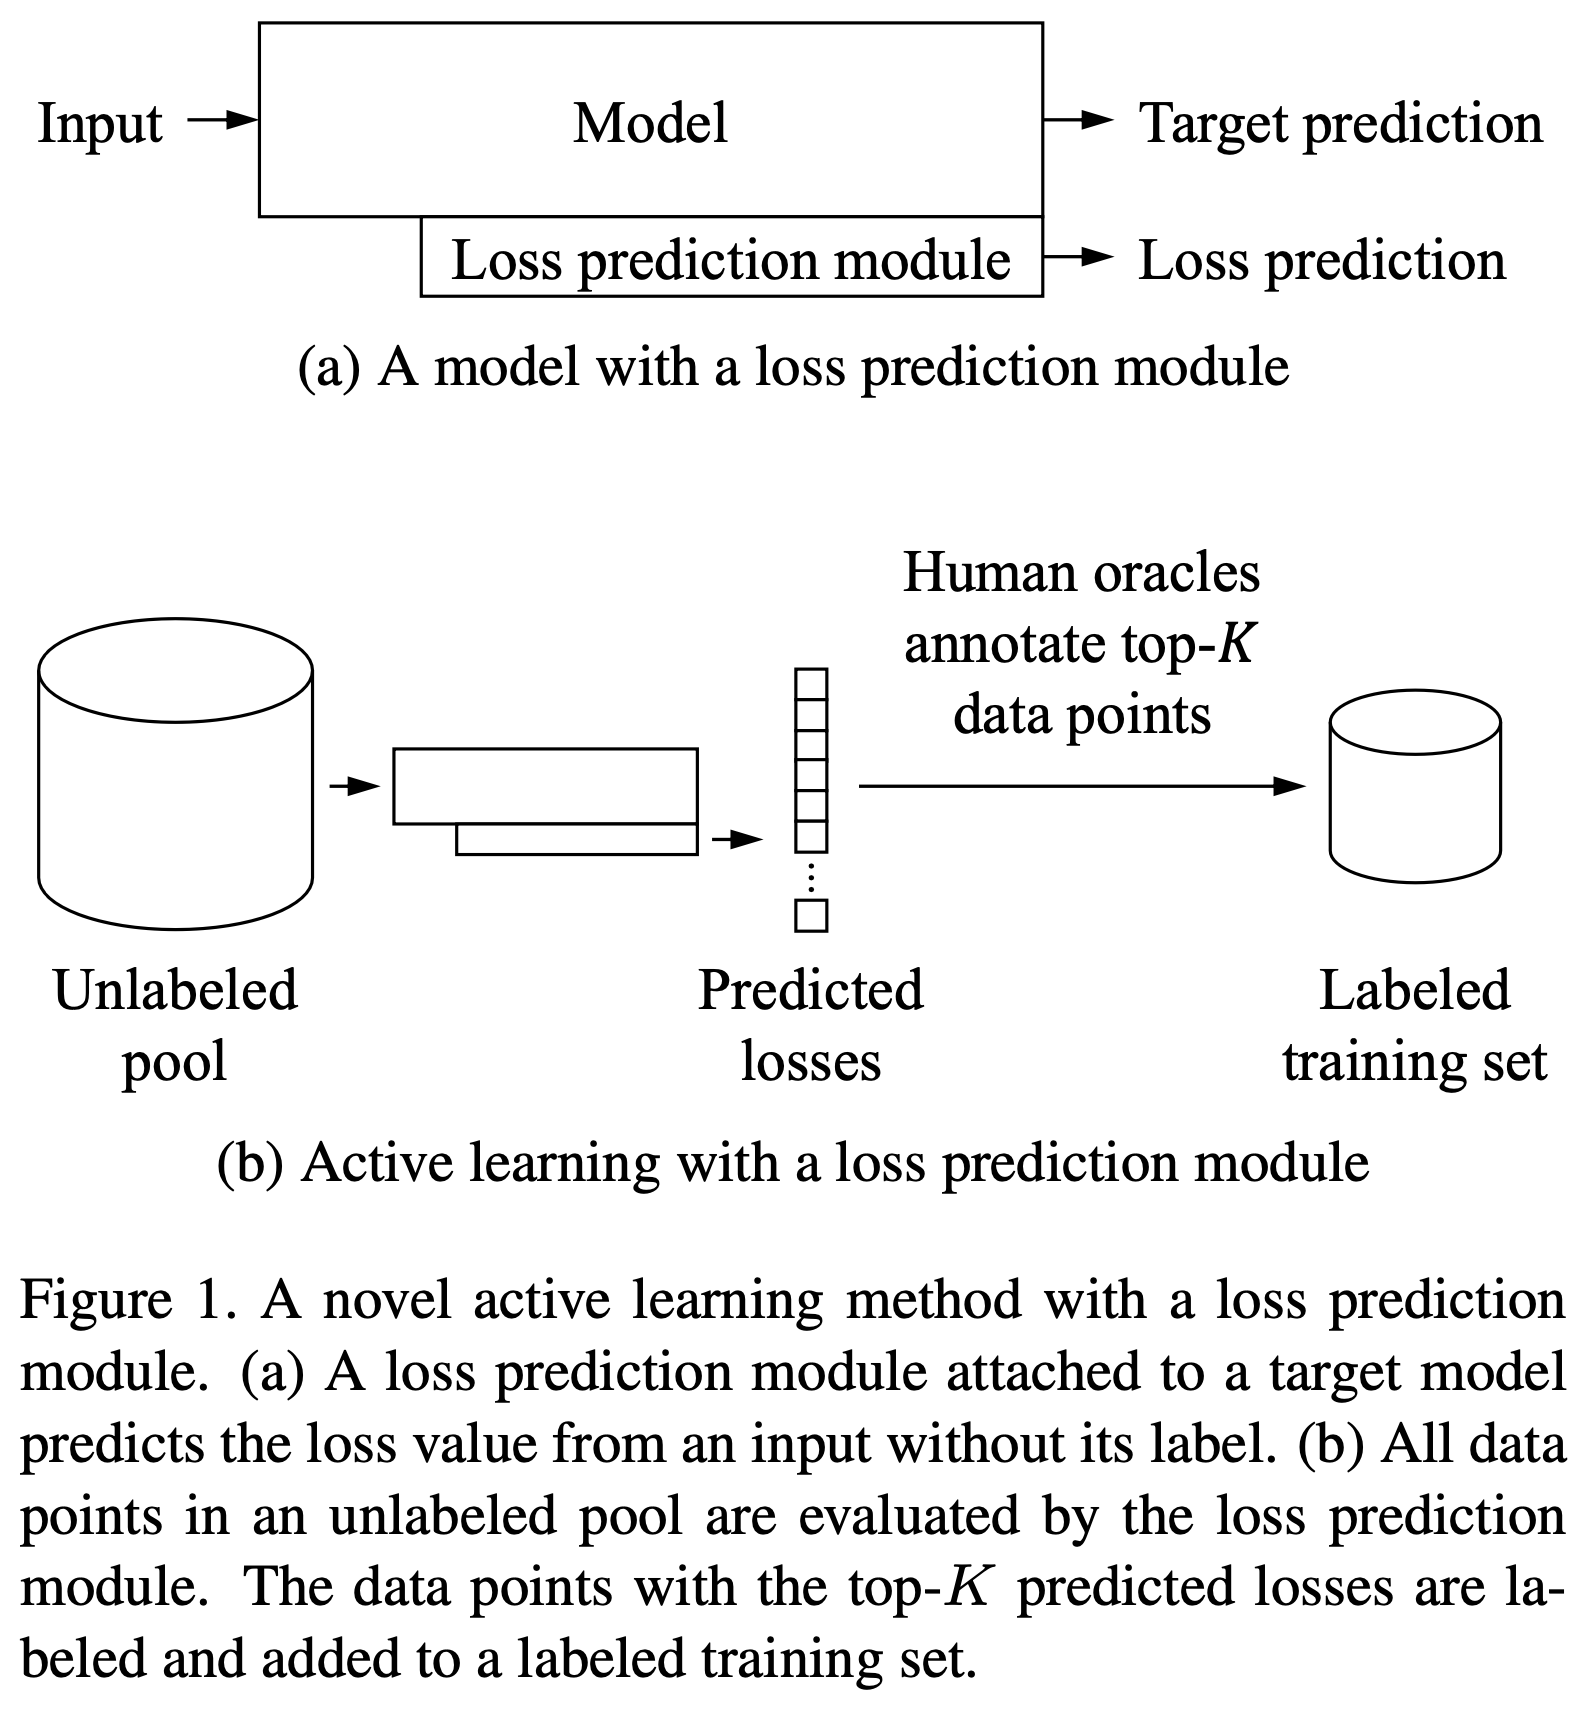 Input
Model
Target prediction
Loss prediction module
Loss prediction
(a) A model with a loss prediction module
Human oracles
annotate top-K
data points
Unlabeled
pool
Predicted
losses
Labeled
training set
(b) Active learning with a loss prediction module
Figure 1. A novel active learning method with a loss prediction
module. (a) A loss prediction module attached to a target model
predicts the loss value from an input without its label. (b) All data
points in an unlabeled pool are evaluated by the loss prediction
module. The data points with the top-K predicted losses are la-
beled and added to a labeled training set.